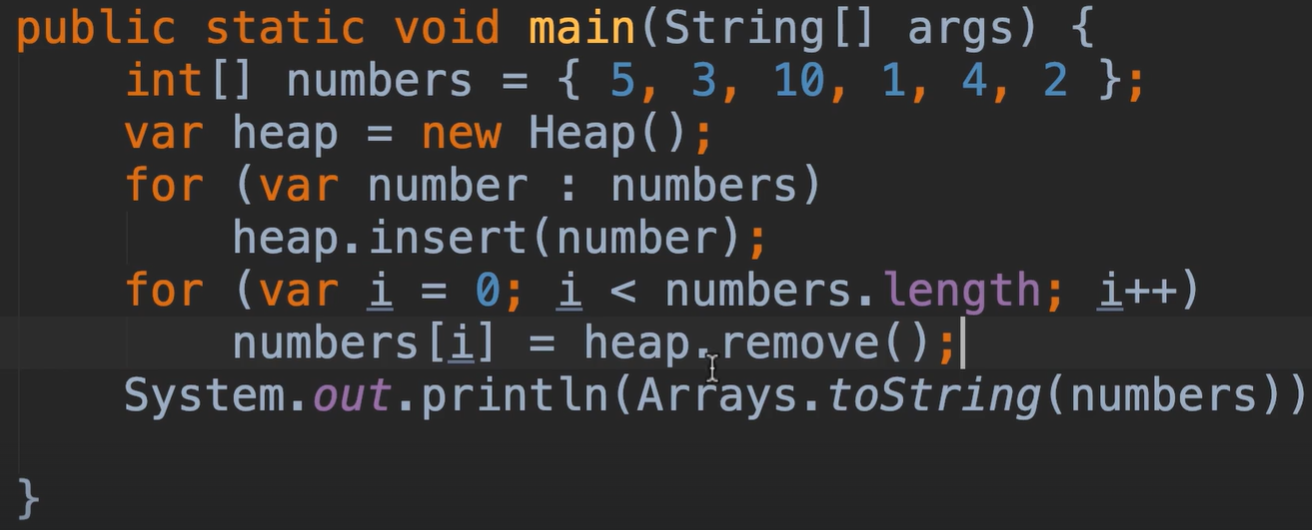 public static void main(String[] args) {
    int[] numbers = { 5, 3, 10, 1, 4, 2 };
    var heap = new Heap();
    for (var number : numbers)
        heap.insert(number);
    for (var i = 0; i < numbers.length; i++)
        numbers[i] = heap.remove();
    System.out.println(Arrays.toString(numbers))
}